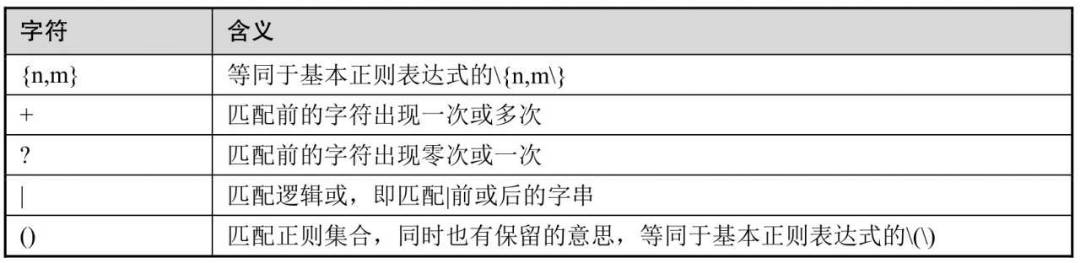 字符 含义
{n,m} 等同于基本正则表达式的\{n,m\}
+ 匹配前的字符出现一次或多次
? 匹配前的字符出现零次或一次
| 匹配逻辑或，即匹配|前或后的字串
() 匹配正则集合，同时也有保留的意思，等同于基本正则表达式的\(\)